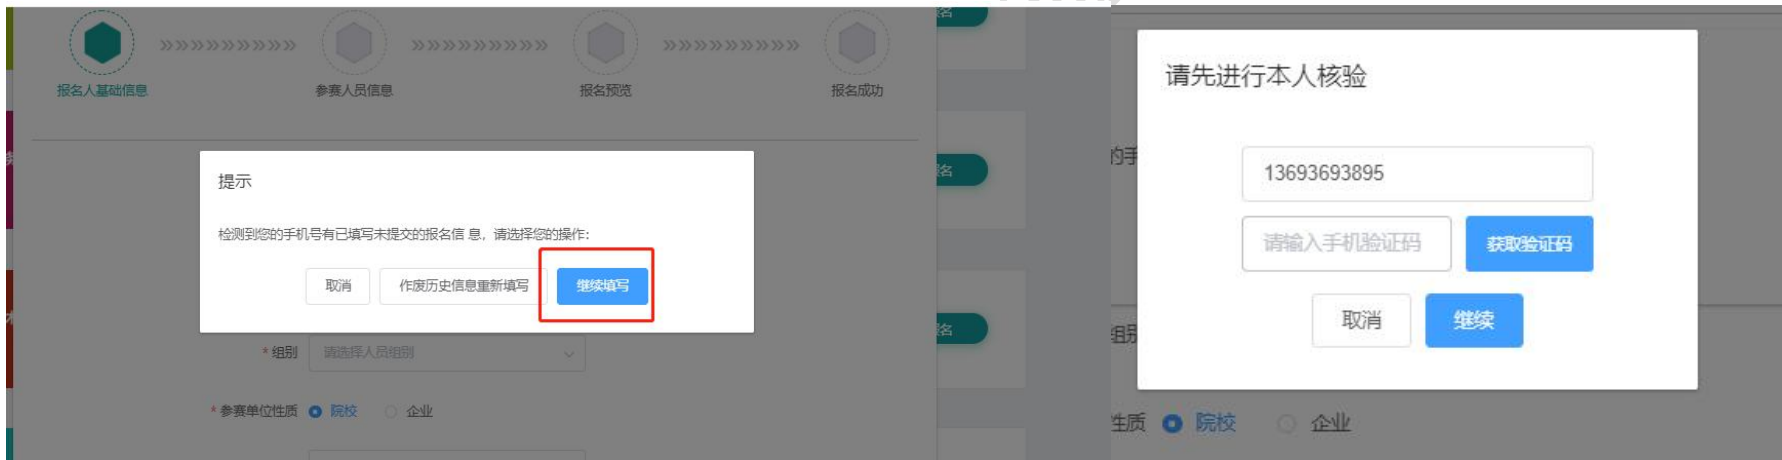 报名人基础信息
参赛人员信息
报名预览
报名成功
提示
检测到您的手机号有已填写未提交的报名信 息，请选择您的操作：
取消
作废历史信息重新填写
继续填写
* 组别 请选择人员组别
* 参赛单位性质 院校 企业
名
名
名
请先进行本人核验
的手
13693693895
请输入手机验证码 获取验证码
取消 继续
组别
性质 院校 企业